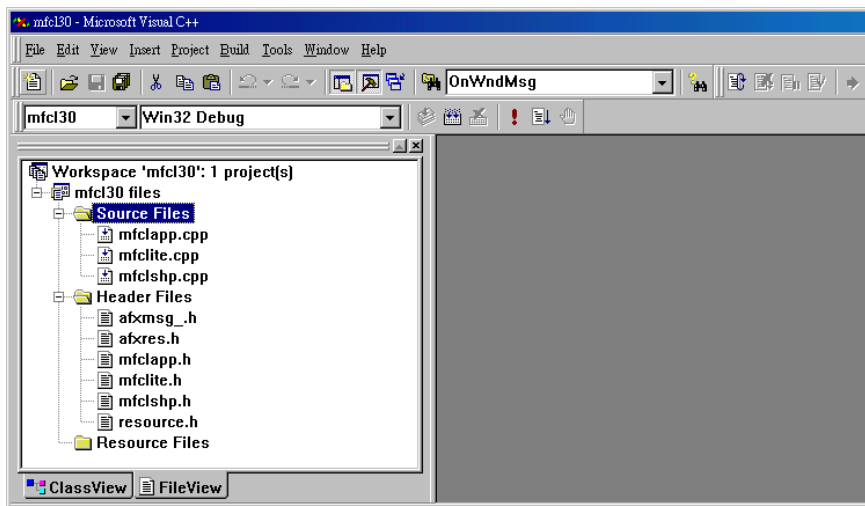 mfcl30 - Microsoft Visual C++
File Edit View Insert Project Build Tools Window Help
OnWndMsg
mfcl30 Win32 Debug
Workspace 'mfcl30': 1 project(s)
mfcl30 files
Source Files
mfclapp.cpp
mfclite.cpp
mfclshp.cpp
Header Files
afxmsg_.h
afxres.h
mfclapp.h
mfclite.h
mfclshp.h
resource.h
Resource Files
ClassView FileView